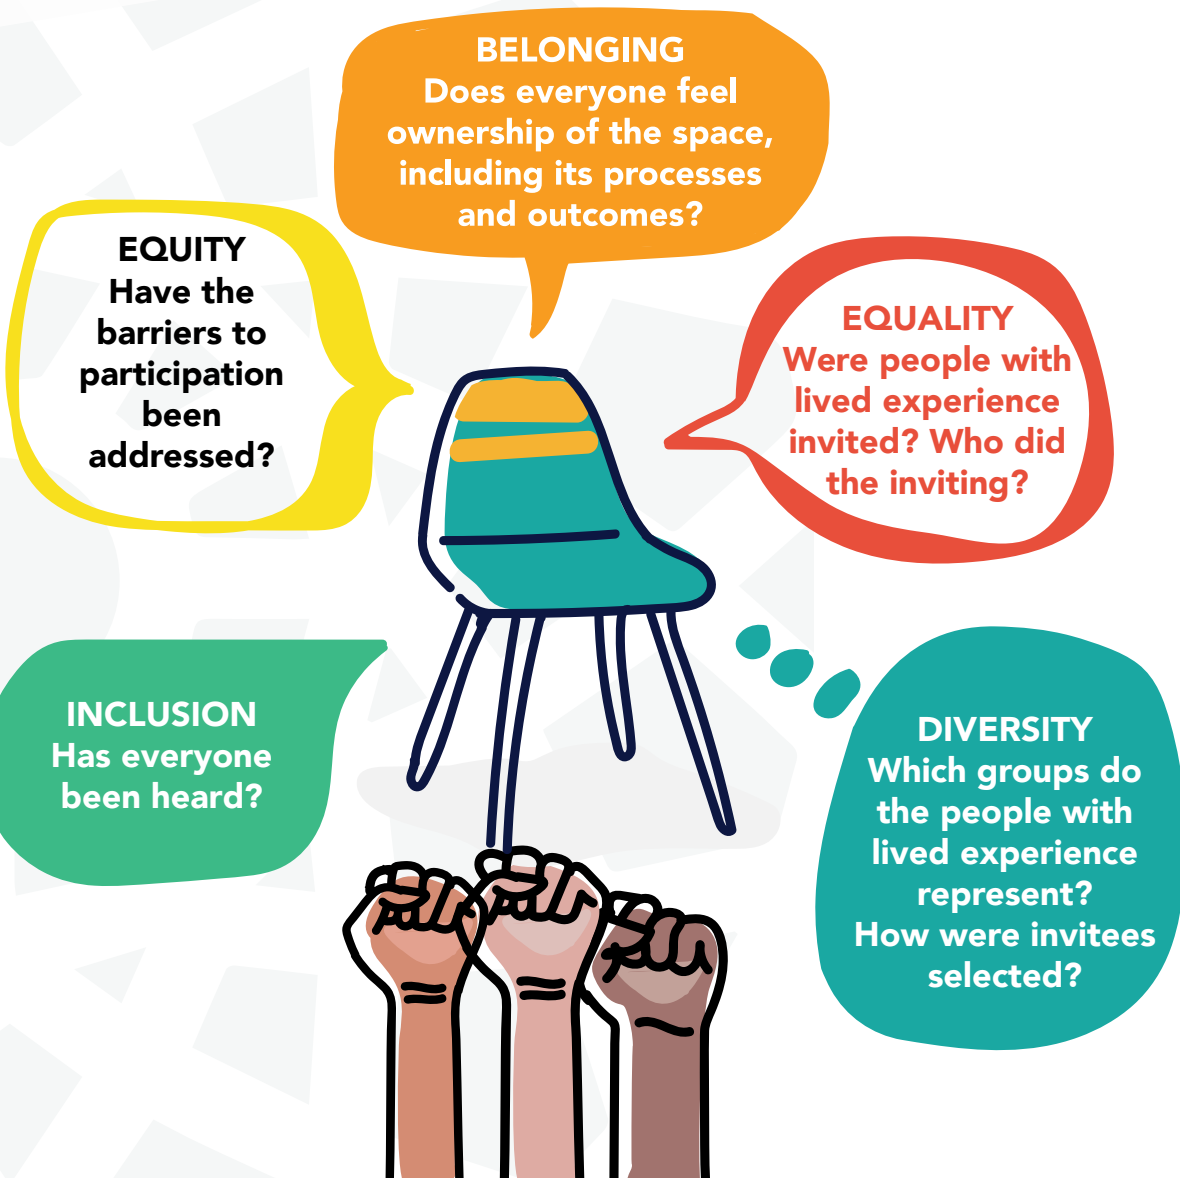 BELONGING
Does everyone feel
ownership of the space,
including its processes
and outcomes?
EQUITY
Have the
barriers to
participation
been
addressed?
EQUALITY
Were people with
lived experience
invited? Who did
the inviting?
INCLUSION
Has everyone
been heard?
DIVERSITY
Which groups do
the people with
lived experience
represent?
How were invitees
selected?